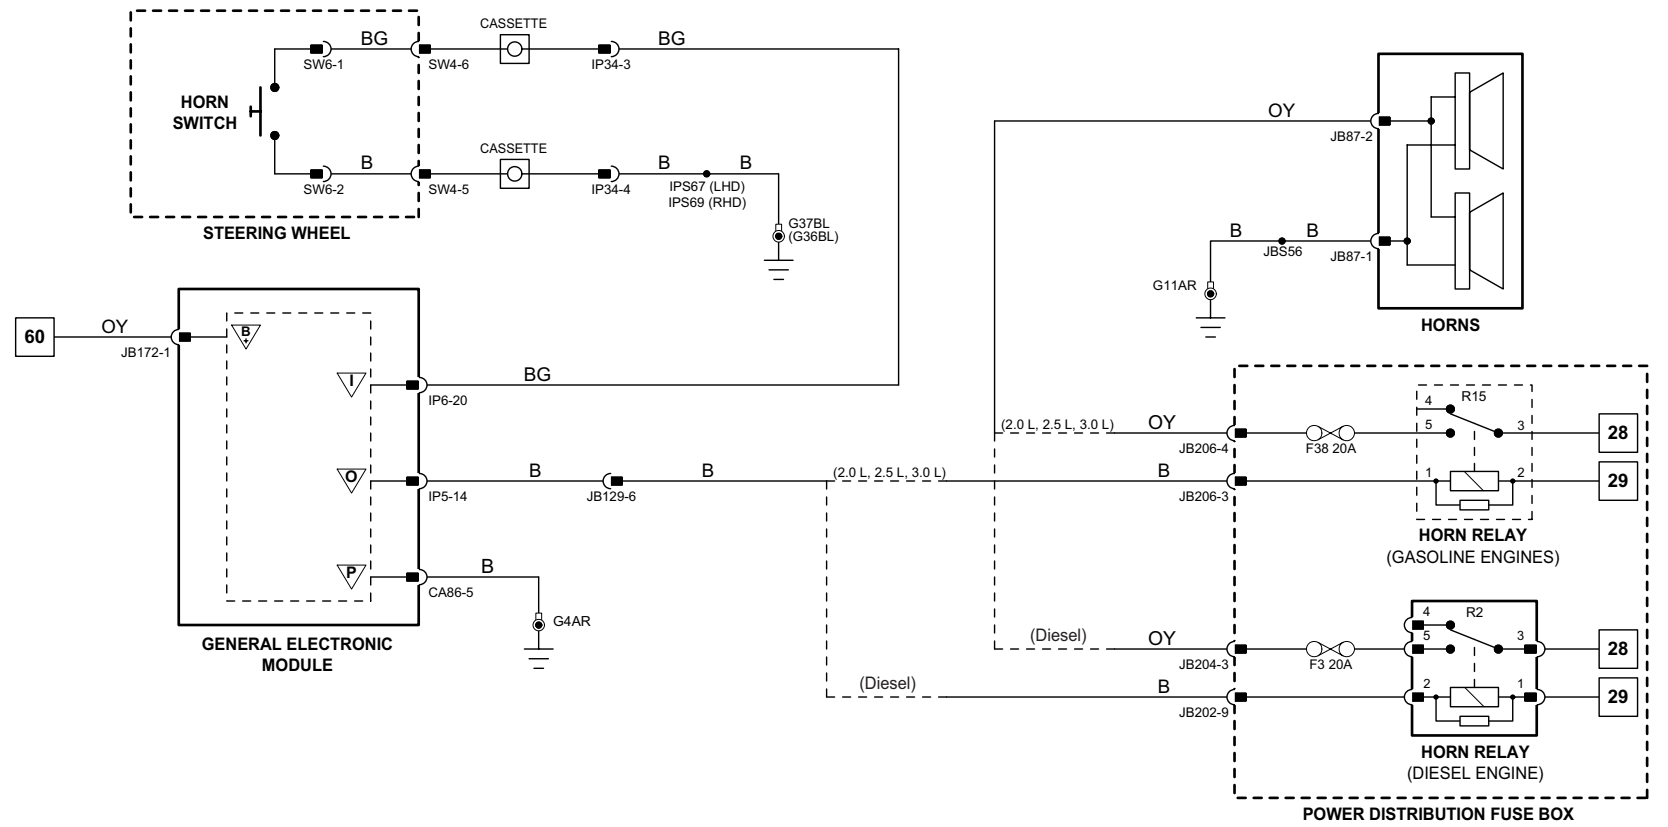 CASSETTE
BG
BG
SW6-1
SW4-6
IP34-3
HORN
SWITCH
CASSETTE
B
B
B
SW6-2
SW4-5
IP34-4
IPS67 (LHD)
IPS69 (RHD)
G37BL
(G36BL)
STEERING WHEEL
OY
JB87-2
B
B
JBS56
JB87-1
G11AR
HORNS
60
OY
JB172-1
B
+
I
BG
IP6-20
O
B
B
IP5-14
JB129-6
P
B
CA86-5
G4AR
GENERAL ELECTRONIC
MODULE
(2.0 L, 2.5 L, 3.0 L)
OY
JB206-4
F38 20A
4
R15
5
3
28
(2.0 L, 2.5 L, 3.0 L)
B
JB206-3
1
2
29
HORN RELAY
(GASOLINE ENGINES)
(Diesel)
OY
JB204-3
F3 20A
4
R2
5
3
28
(Diesel)
B
JB202-9
2
1
29
HORN RELAY
(DIESEL ENGINE)
POWER DISTRIBUTION FUSE BOX